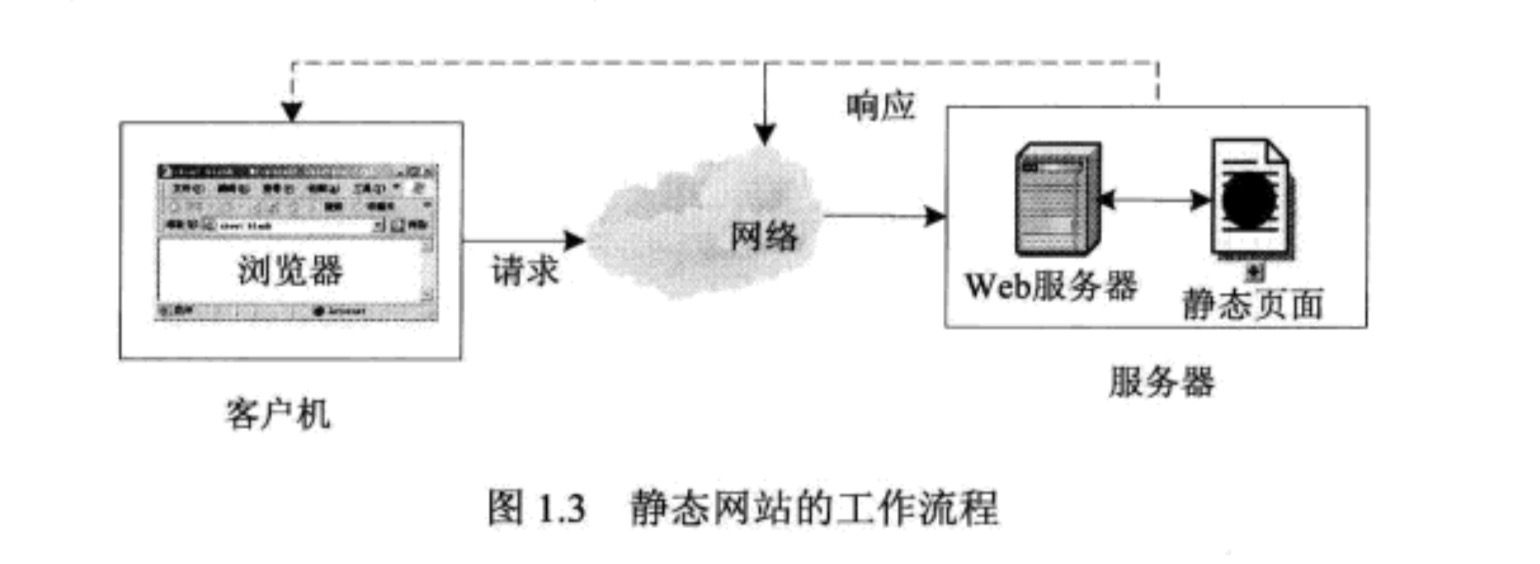 响应
浏览器
请求
网络
Web服务器
静态页面
客户机
服务器
图 1.3 静态网站的工作流程